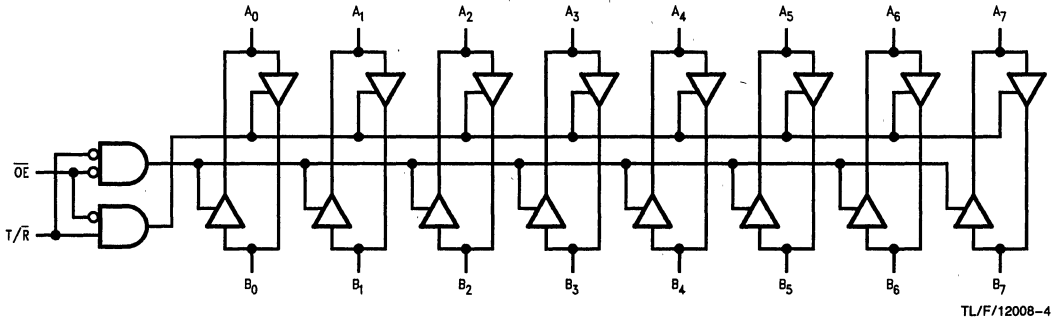 A₀ A₁ A₂ A₃ A₄ A₅ A₆ A₇
O̅E̅
T/R̅
B₀ B₁ B₂ B₃ B₄ B₅ B₆ B₇
TL/F/12008-4